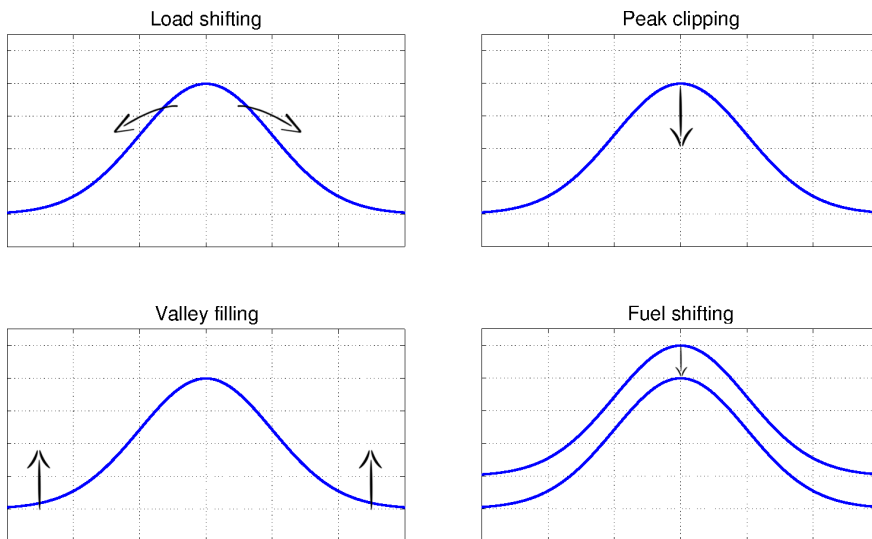 Load shifting
Peak clipping
Valley filling
Fuel shifting